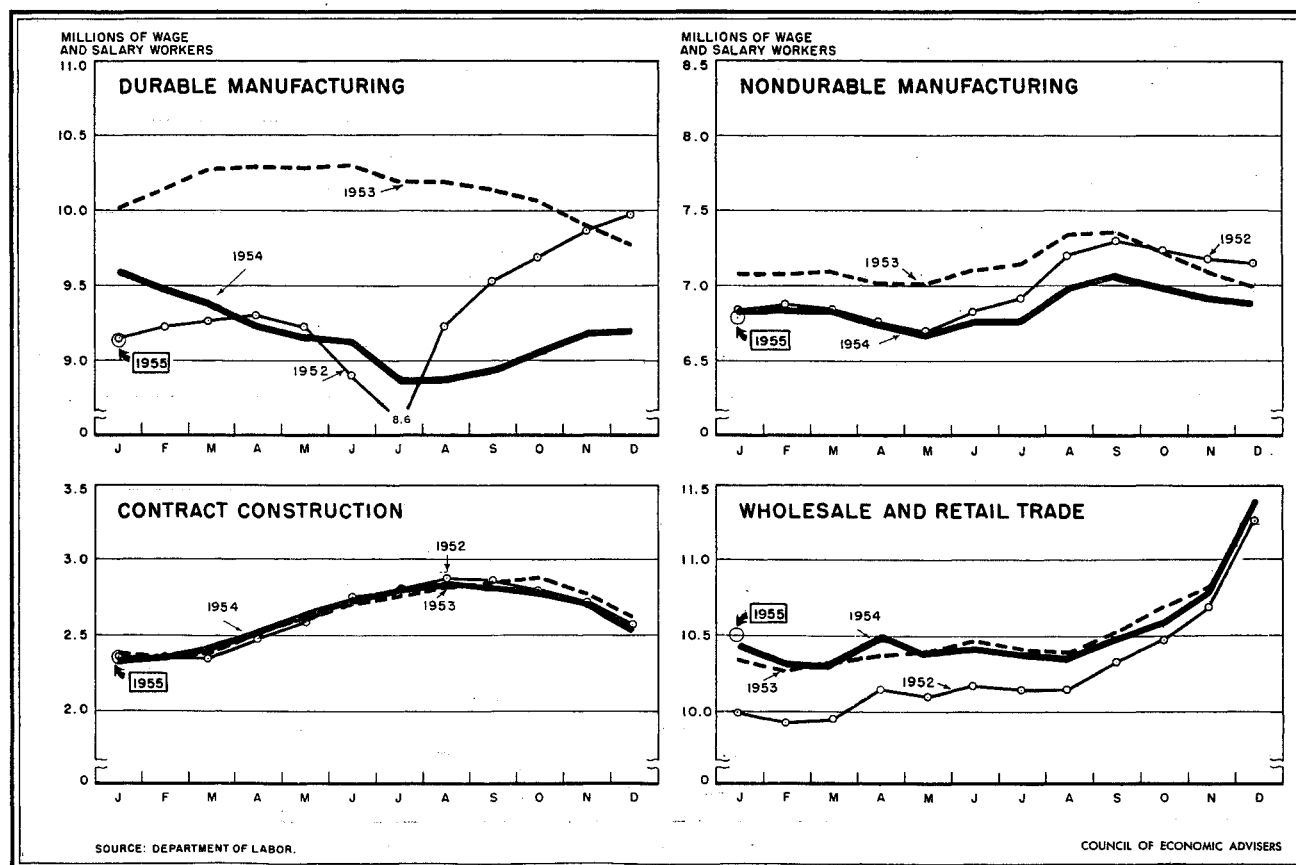 MILLIONS OF WAGE
AND SALARY WORKERS
11.0
DURABLE MANUFACTURING
10.5
1953
10.0
1954
9.5
1955
9.0
1952
8.6
0
J F M A M J J A S O N D
MILLIONS OF WAGE
AND SALARY WORKERS
8.5
NONDURABLE MANUFACTURING
8.0
7.5
1952
1953
7.0
1955
1954
6.5
0
J F M A M J J A S O N D
3.5
CONTRACT CONSTRUCTION
3.0
1952
1954
1953
2.5
1955
2.0
0
J F M A M J J A S O N D
11.5
WHOLESALE AND RETAIL TRADE
11.0
1955
1954
10.5
1953
1952
10.0
0
J F M A M J J A S O N D
SOURCE: DEPARTMENT OF LABOR.
COUNCIL OF ECONOMIC ADVISERS